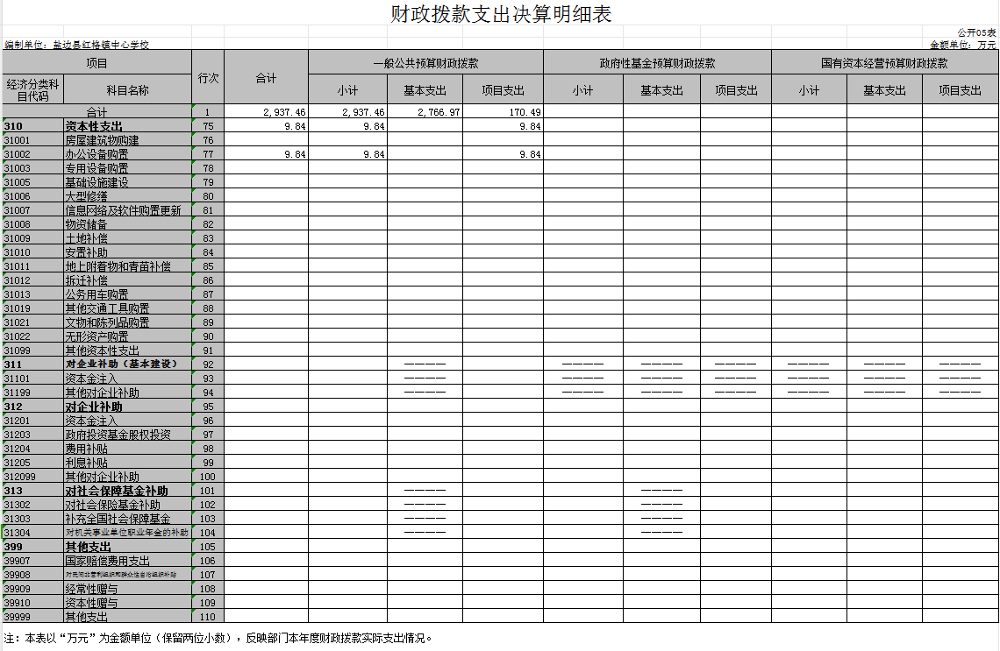 财政拨款支出决算明细表
公开05表
编制单位：盐边县红格镇中心学校 金额单位：万元
项目 行次 合计 一般公共预算财政拨款 政府性基金预算财政拨款 国有资本经营预算财政拨款
经济分类科目代码 科目名称 小计 基本支出 项目支出 小计 基本支出 项目支出 小计 基本支出 项目支出
合计 1 2,937.46 2,937.46 2,766.97 170.49
310 资本性支出 75 9.84 9.84 9.84
31001 房屋建筑物购建 76
31002 办公设备购置 77 9.84 9.84 9.84
31003 专用设备购置 78
31005 基础设施建设 79
31006 大型修缮 80
31007 信息网络及软件购置更新 81
31008 物资储备 82
31009 土地补偿 83
31010 安置补助 84
31011 地上附着物和青苗补偿 85
31012 拆迁补偿 86
31013 公务用车购置 87
31019 其他交通工具购置 88
31021 文物和陈列品购置 89
31022 无形资产购置 90
31099 其他资本性支出 91
311 对企业补助（基本建设） 92 ———— ———— ———— ———— ———— ———— ————
31101 资本金注入 93 ———— ———— ———— ———— ———— ———— ————
31199 其他对企业补助 94 ———— ———— ———— ———— ———— ———— ————
312 对企业补助 95
31201 资本金注入 96
31203 政府投资基金股权投资 97
31204 费用补贴 98
31205 利息补贴 99
312099 其他对企业补助 100
313 对社会保障基金补助 101 ———— ————
31302 对社会保险基金补助 102 ———— ————
31303 补充全国社会保障基金 103 ———— ————
31304 对机关事业单位职业年金的补助 104 ———— ————
399 其他支出 105
39907 国家赔偿费用支出 106
39908 对民间非营利组织和群众性自治组织补贴 107
39909 经常性赠与 108
39910 资本性赠与 109
39999 其他支出 110
注：本表以“万元”为金额单位（保留两位小数），反映部门本年度财政拨款实际支出情况。